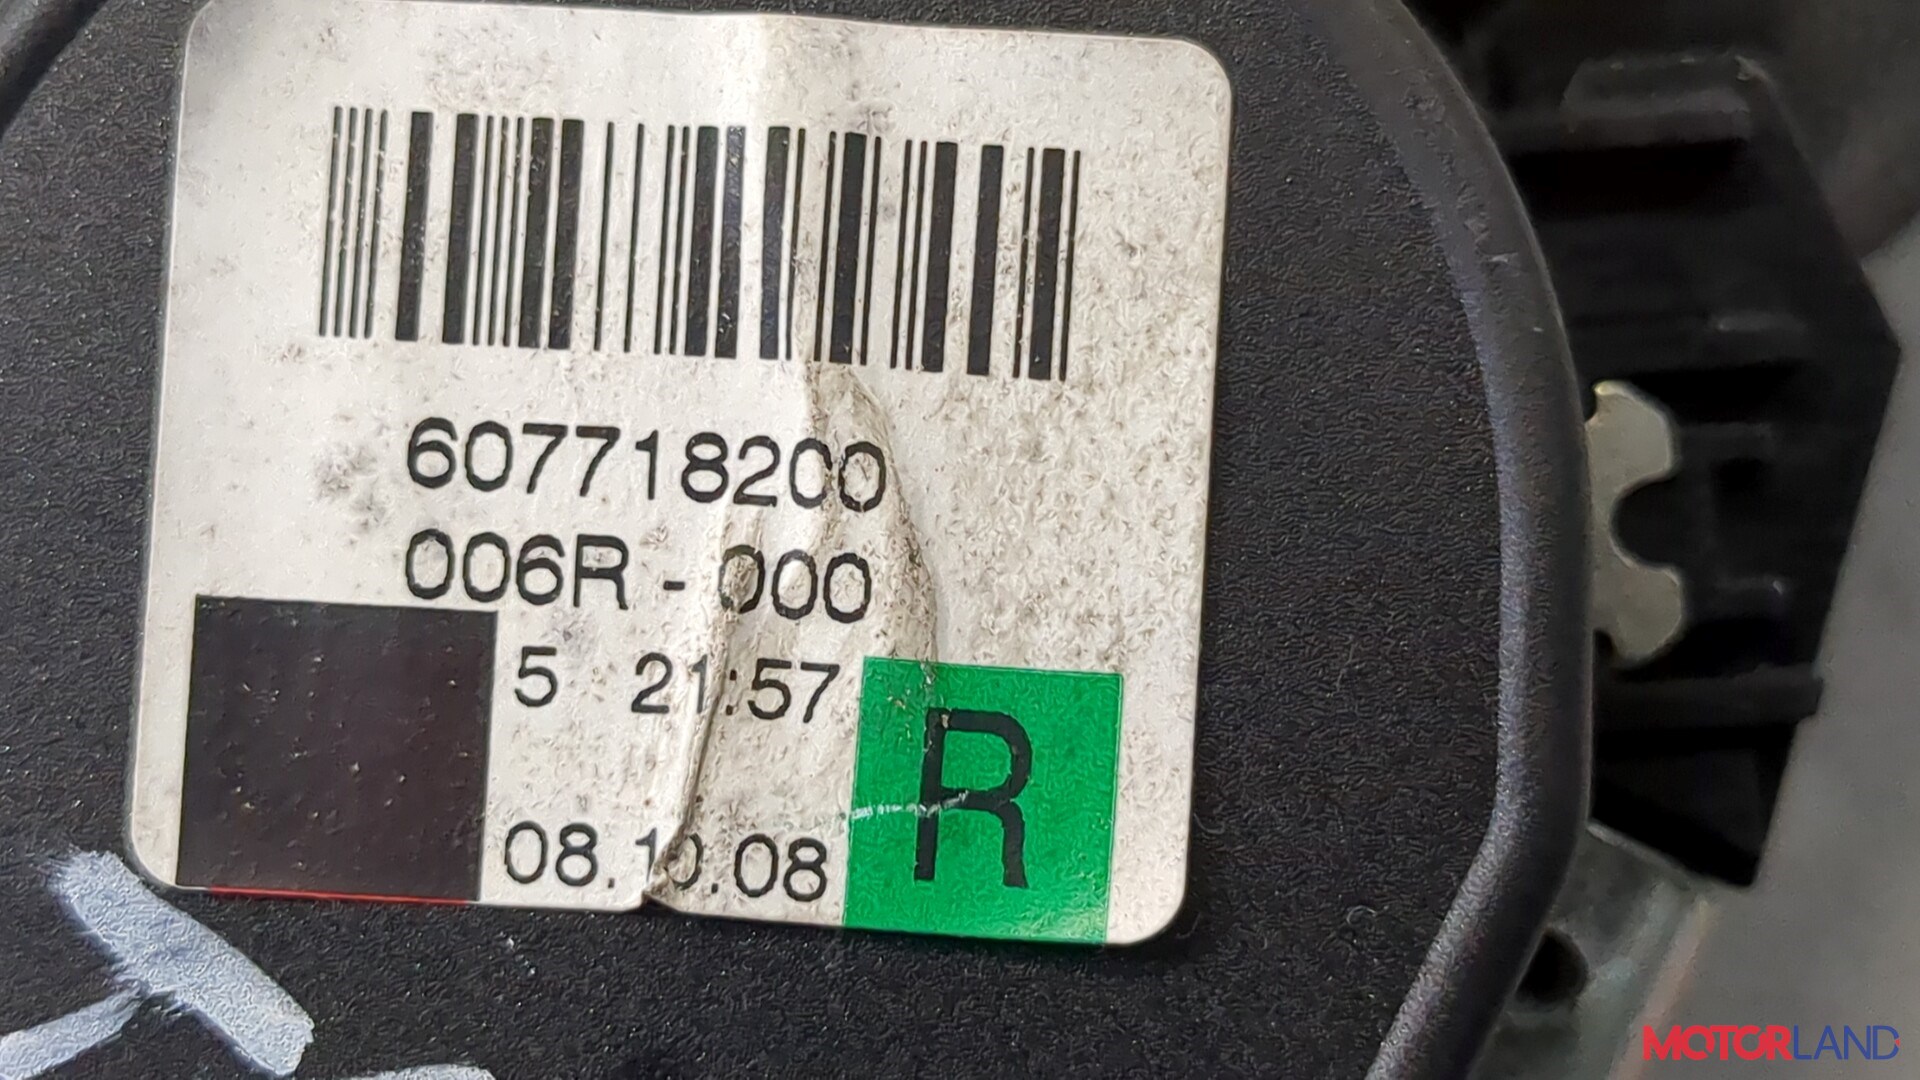 607718200
006R - 000
5 21:57
08.10.08
R
MOTORLAND